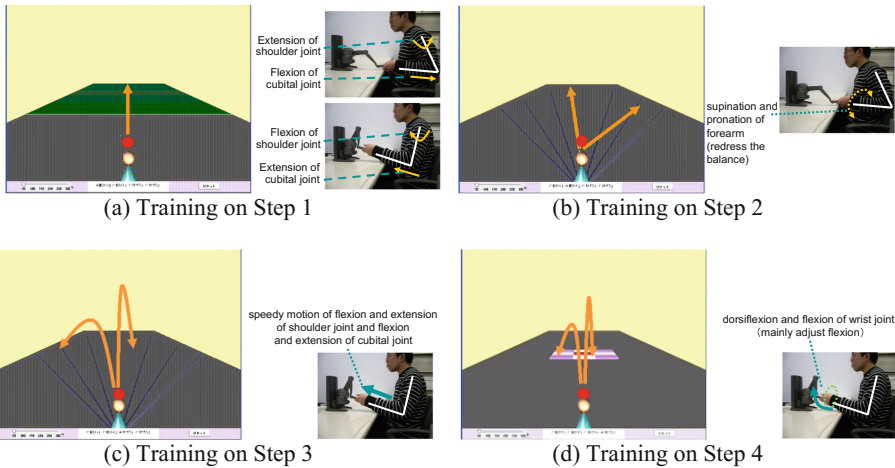 Extension of
shoulder joint
Flexion of
cubital joint
Flexion of
shoulder joint
Extension of
cubital joint
(a) Training on Step 1
supination and
pronation of
forearm
(redress the
balance)
(b) Training on Step 2
speedy motion of flexion and extension
of shoulder joint and flexion
and extension of cubital joint
(c) Training on Step 3
dorsiflexion and flexion of wrist joint
(mainly adjust flexion)
(d) Training on Step 4